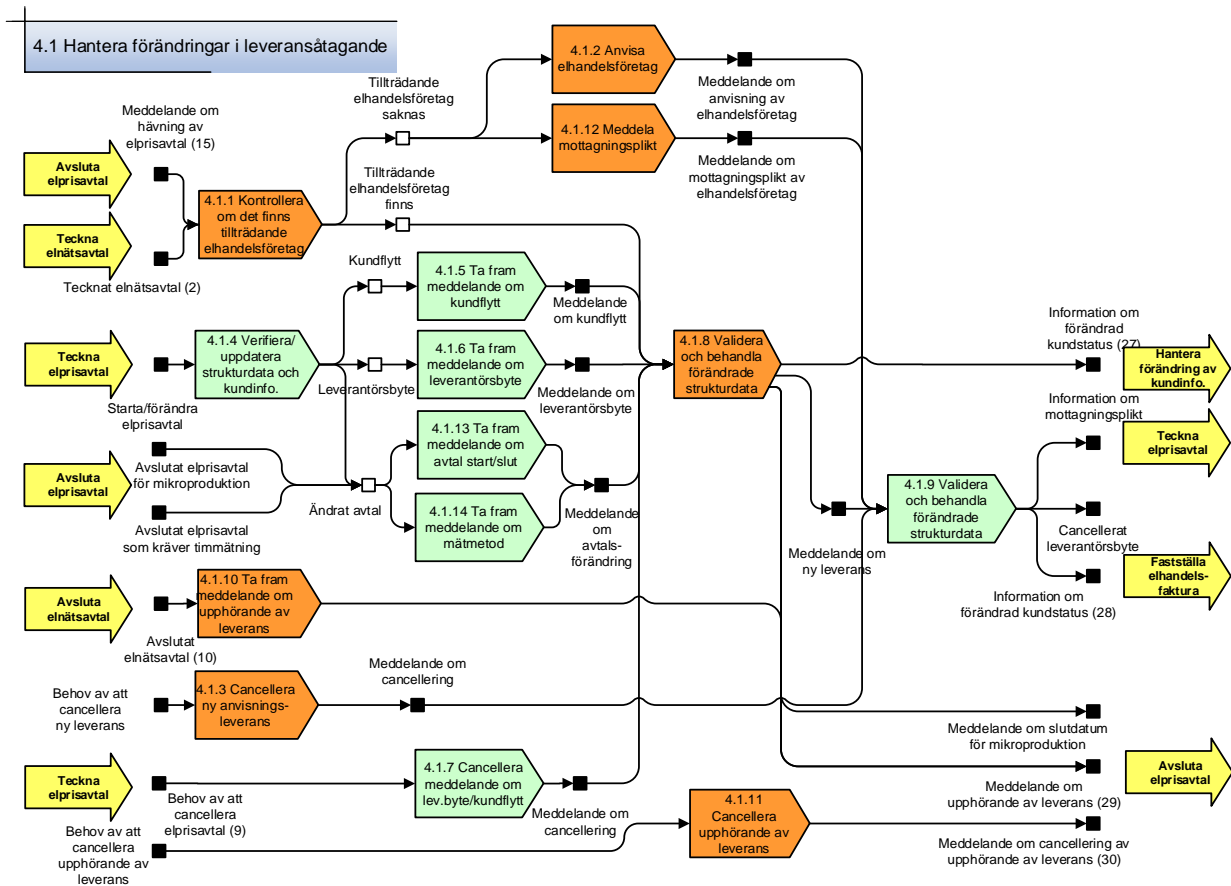 4.1 Hantera förändringar i leveransåtagande
4.1.2 Anvisa
elhandelsföretag
Meddelande om
anvisning av
elhandelsföretag
Tillträdande
elhandelsföretag
saknas
4.1.12 Meddela
mottagningsplikt
Meddelande om
mottagningsplikt av
elhandelsföretag
Meddelande om
hävning av
elprisavtal (15)
Avsluta
elprisavtal
Teckna
elnätsavtal
Tecknat elnätsavtal (2)
4.1.1 Kontrollera
om det finns
tillträdande
elhandelsföretag
Tillträdande
elhandelsföretag
finns
Kundflytt
4.1.5 Ta fram
meddelande om
kundflytt
Meddelande
om kundflytt
Teckna
elprisavtal
Starta/förändra
elprisavtal
4.1.4 Verifiera/
uppdatera
strukturdata och
kundinfo.
Leverantörsbyte
4.1.6 Ta fram
meddelande om
leverantörsbyte
Meddelande om
leverantörsbyte
4.1.8 Validera
och behandla
förändrade
strukturdata
Information om
förändrad
kundstatus (27)
Hantera
förändring av
kundinfo.
Information om
mottagningsplikt
Teckna
elprisavtal
Avsluta
elprisavtal
Avslutat elprisavtal
för mikroproduktion
Avslutat elprisavtal
som kräver timmätning
Ändrat avtal
4.1.13 Ta fram
meddelande om
avtal start/slut
4.1.14 Ta fram
meddelande om
mätmetod
Meddelande
om
avtals-
förändring
Meddelande om
ny leverans
4.1.9 Validera
och behandla
förändrade
strukturdata
Cancellerat
leverantörsbyte
Information om
förändrad kundstatus (28)
Fastställa
elhandels-
faktura
Avsluta
elnätsavtal
Avslutat
elnätsavtal (10)
4.1.10 Ta fram
meddelande om
upphörande av
leverans
Behov av att
cancellera
ny leverans
4.1.3 Cancellera
ny anvisnings-
leverans
Meddelande om
cancellering
Meddelande om slutdatum
för mikroproduktion
Teckna
elprisavtal
Behov av att
cancellera
elprisavtal (9)
4.1.7 Cancellera
meddelande om
lev.byte/kundflytt
Meddelande om
cancellering
Meddelande om
upphörande av leverans (29)
Avsluta
elprisavtal
Behov av att
cancellera
upphörande av
leverans
4.1.11
Cancellera
upphörande av
leverans
Meddelande om cancellering av
upphörande av leverans (30)